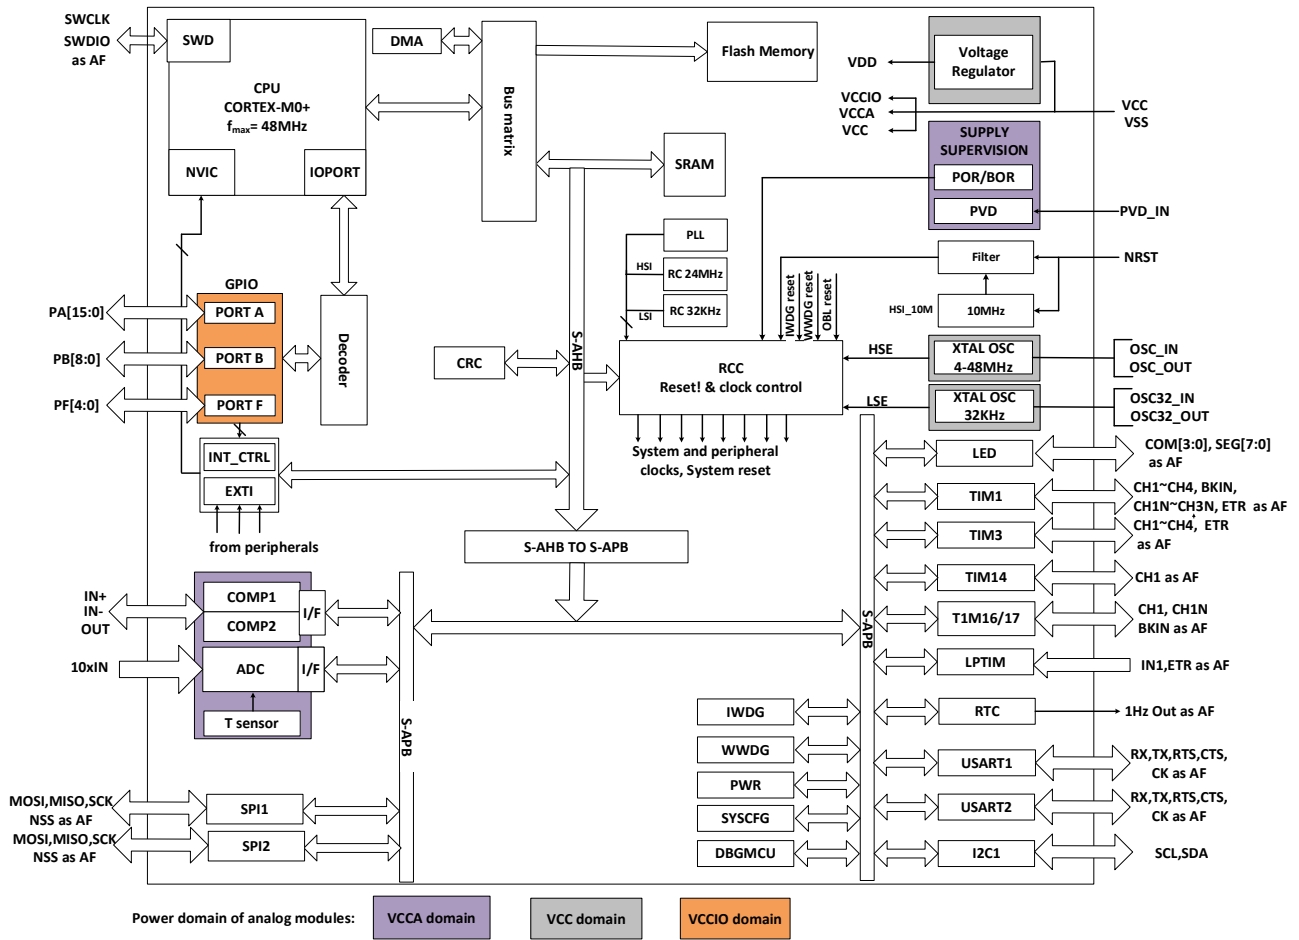 SWCLK
SWDIO
as AF
SWD
CPU
CORTEX-M0+
fmax= 48MHz
NVIC
IOPORT
DMA
Bus matrix
Flash Memory
SRAM
Voltage
Regulator
VDD
VCCIO
VCCA
VCC
VCC
VSS
SUPPLY
SUPERVISION
POR/BOR
PVD
PVD_IN
Filter
NRST
HSI_10M
10MHz
PLL
HSI
RC 24MHz
LSI
RC 32KHz
IWDG reset
WWDG reset
OBL reset
GPIO
PA[15:0]
PORT A
PB[8:0]
PORT B
PF[4:0]
PORT F
Decoder
CRC
S-AHB
RCC
Reset! & clock control
HSE
XTAL OSC
4-48MHz
OSC_IN
OSC_OUT
LSE
XTAL OSC
32KHz
OSC32_IN
OSC32_OUT
System and peripheral
clocks, System reset
INT_CTRL
EXTI
from peripherals
S-AHB TO S-APB
LED
COM[3:0], SEG[7:0]
as AF
TIM1
CH1~CH4, BKIN,
CH1N~CH3N, ETR as AF
TIM3
CH1~CH4, ETR
as AF
TIM14
CH1 as AF
T1M16/17
CH1, CH1N
BKIN as AF
LPTIM
IN1,ETR as AF
RTC
1Hz Out as AF
USART1
RX,TX,RTS,CTS,
CK as AF
USART2
RX,TX,RTS,CTS,
CK as AF
I2C1
SCL,SDA
S-APB
IWDG
WWDG
PWR
SYSCFG
DBGMCU
IN+
IN-
OUT
COMP1
COMP2
I/F
10xIN
ADC
I/F
T sensor
S-APB
MOSI,MISO,SCK
NSS as AF
SPI1
MOSI,MISO,SCK
NSS as AF
SPI2
Power domain of analog modules:
VCCA domain
VCC domain
VCCIO domain